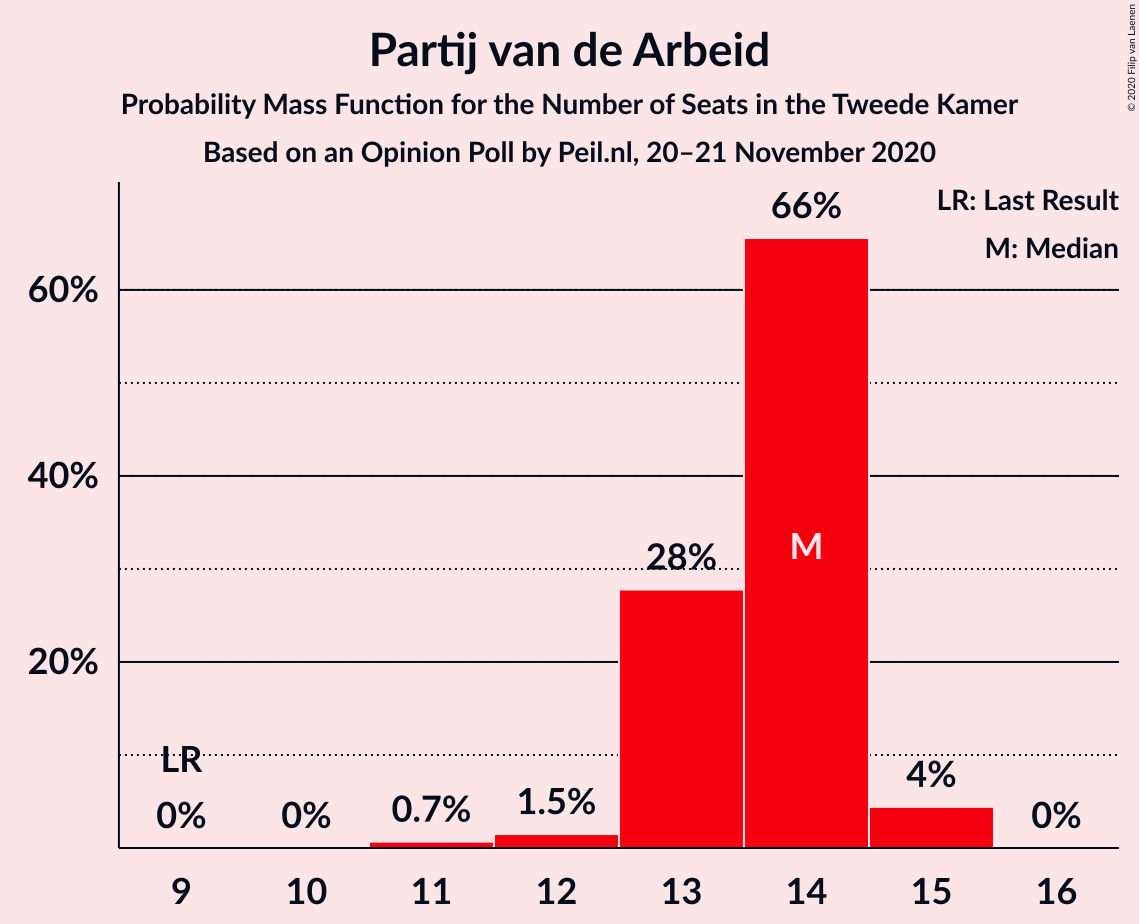 Partij van de Arbeid
Probability Mass Function for the Number of Seats in the Tweede Kamer
Based on an Opinion Poll by Peil.nl, 20–21 November 2020
© 2020 Filip van Laenen
LR: Last Result
M: Median
60%
40%
20%
LR
0%
0%
0.7%
1.5%
28%
66%
M
4%
0%
9
10
11
12
13
14
15
16